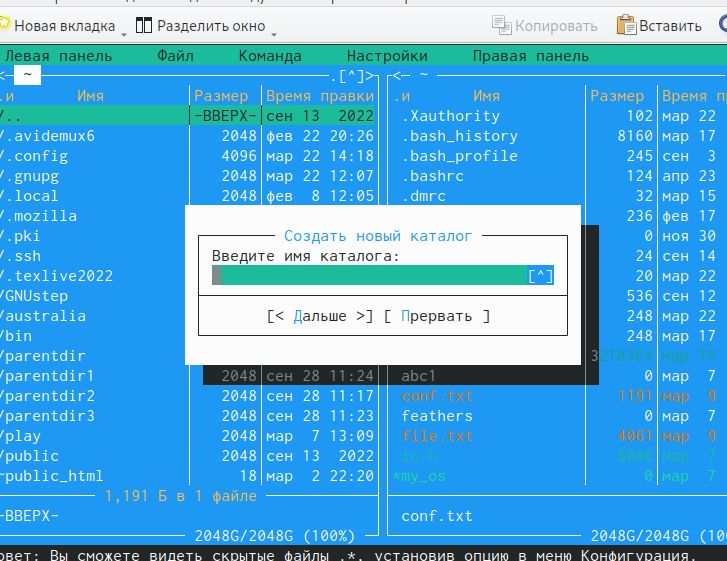 Новая вкладка Разделить окно Копировать Вставить
Левая панель Файл Команда Настройки Правая панель
<─ ~ .[^]> <─ ~
.и Имя Размер Время правки .и Имя Размер Время п
/.. -ВВЕРХ- сен 13 2022 .Xauthority 102 мар 22
/.avidemux6 2048 фев 22 20:26 .bash_history 8160 мар 17
/.config 4096 мар 22 14:18 .bash_profile 245 сен 3
/.gnupg 2048 мар 22 12:07 .bashrc 124 апр 23
/.local 2048 фев 8 12:05 .dmrc 32 мар 15
/.mozilla 236 фев 17
/.pki 0 ноя 30
/.ssh 24 сен 14
/.texlive2022 20 мар 22
/GNUstep 536 сен 12
/australia 248 мар 22
/bin 248 мар 17
/parentdir 3218364 мар 15
Создать новый каталог
Введите имя каталога:
[^]
[< Дальше >] [ Прервать ]
/parentdir1 2048 сен 28 11:24 abc1 0 мар 7
/parentdir2 2048 сен 28 11:17 conf.txt 1191 мар 9
/parentdir3 2048 сен 28 11:23 feathers 0 мар 7
/play 2048 мар 7 13:09 file.txt 4061 мар 9
/public 2048 сен 13 2022 io.h 5086 мар 7
~public_html 18 мар 2 22:20 *my_os 0 мар 7
1,191 Б в 1 файле
-ВВЕРХ- conf.txt
2048G/2048G (100%) 2048G/2048G (100
овет: Вы сможете видеть скрытые файлы .*, установив опцию в меню Конфигурация.